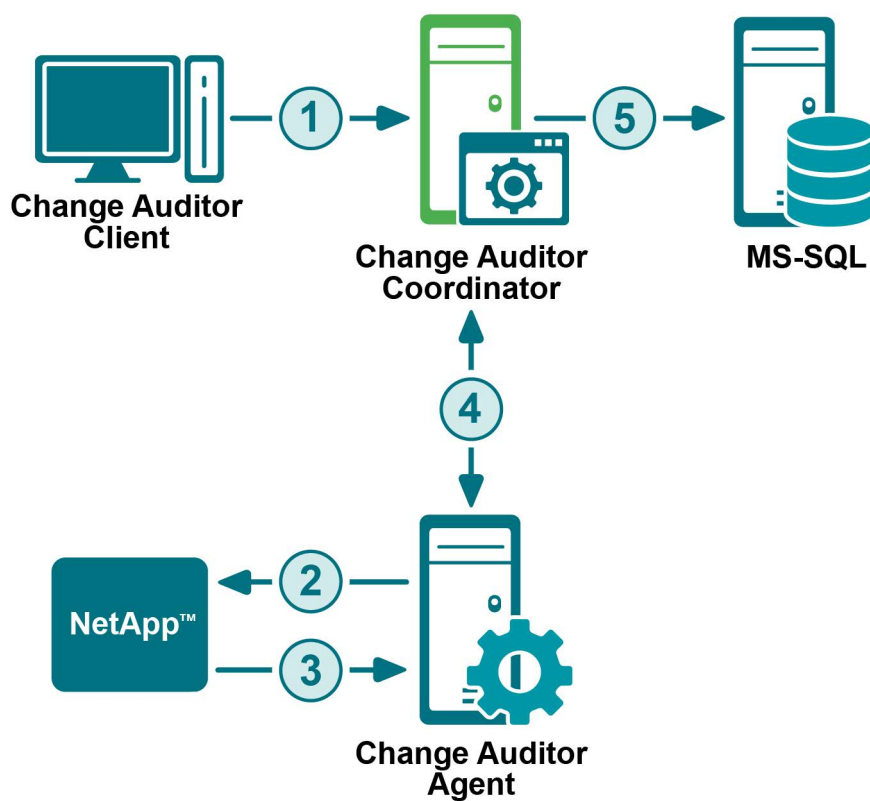 1
5
Change Auditor
Client
Change Auditor
Coordinator
MS-SQL
4
2
NetApp™
3
Change Auditor
Agent